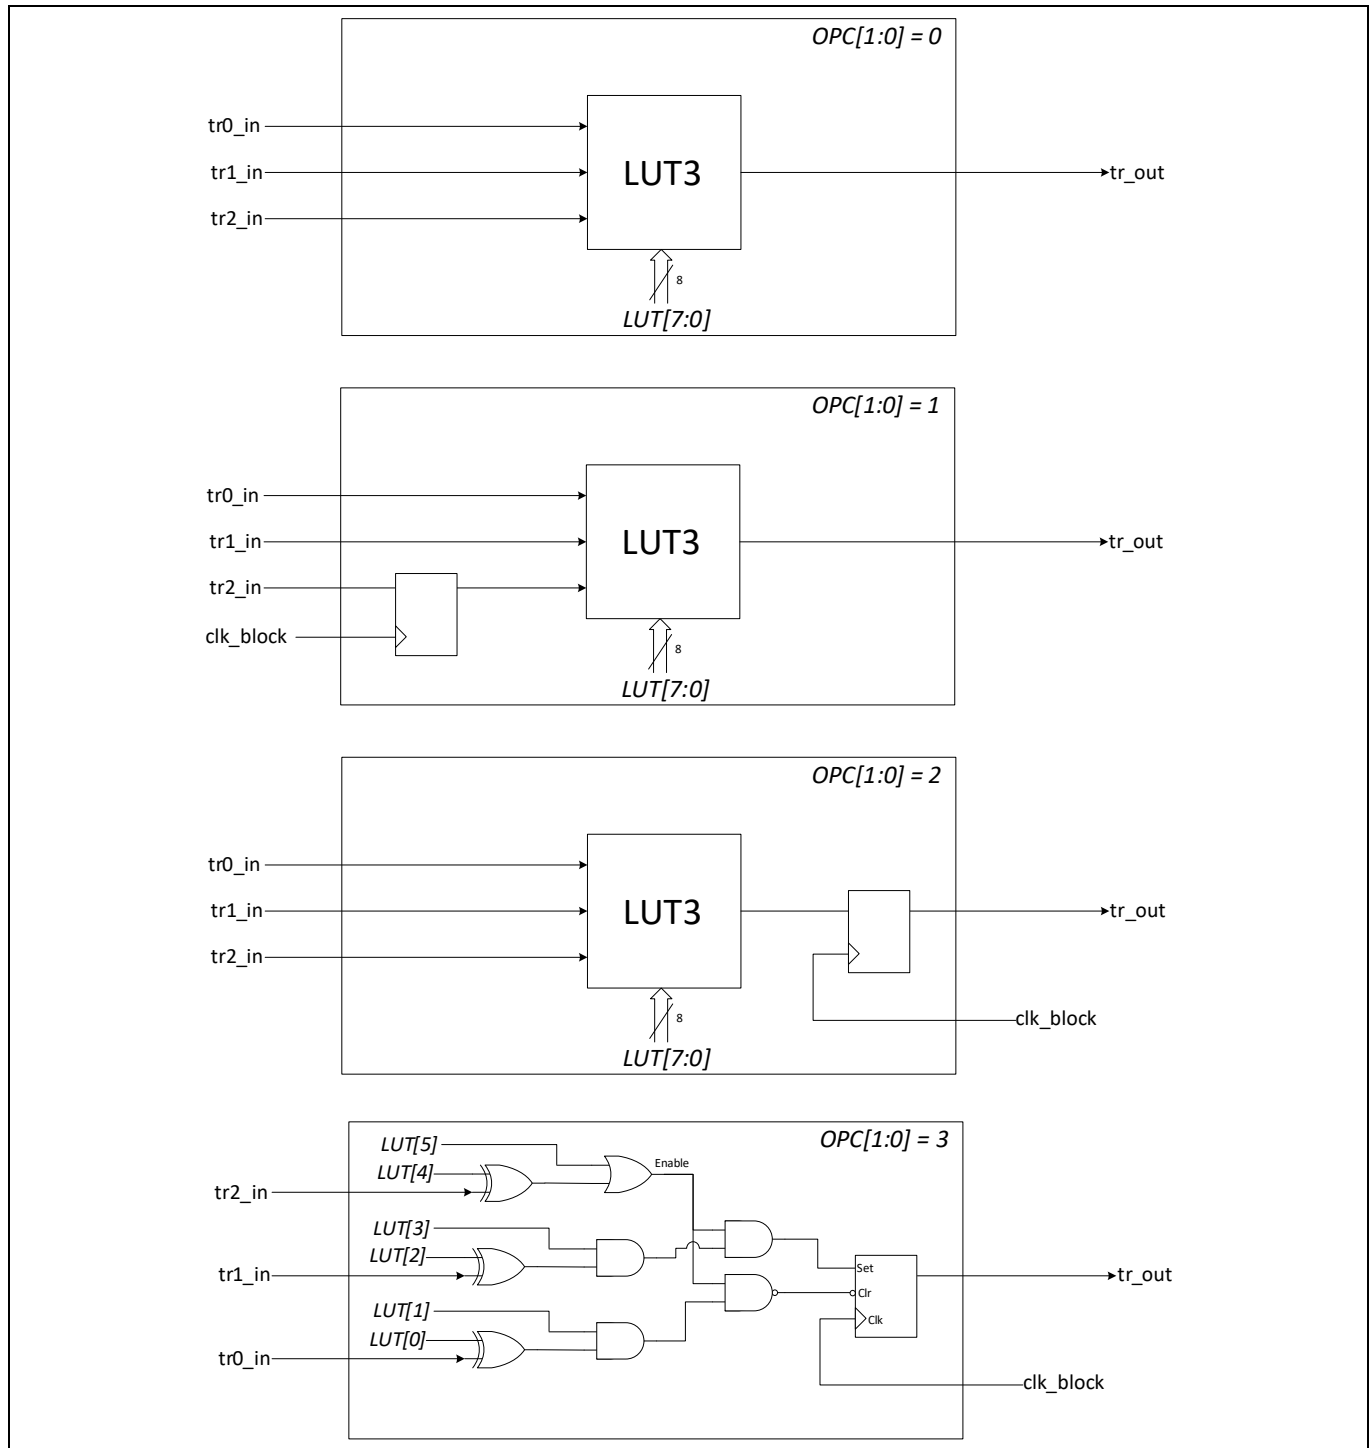 OPC[1:0] = 0
tr0_in
tr1_in
tr2_in
LUT3
tr_out
8
LUT[7:0]
OPC[1:0] = 1
tr0_in
tr1_in
tr2_in
clk_block
LUT3
tr_out
8
LUT[7:0]
OPC[1:0] = 2
tr0_in
tr1_in
tr2_in
LUT3
tr_out
clk_block
8
LUT[7:0]
OPC[1:0] = 3
LUT[5]
LUT[4]
tr2_in
Enable
LUT[3]
LUT[2]
tr1_in
LUT[1]
LUT[0]
tr0_in
Set
Clr
Clk
tr_out
clk_block